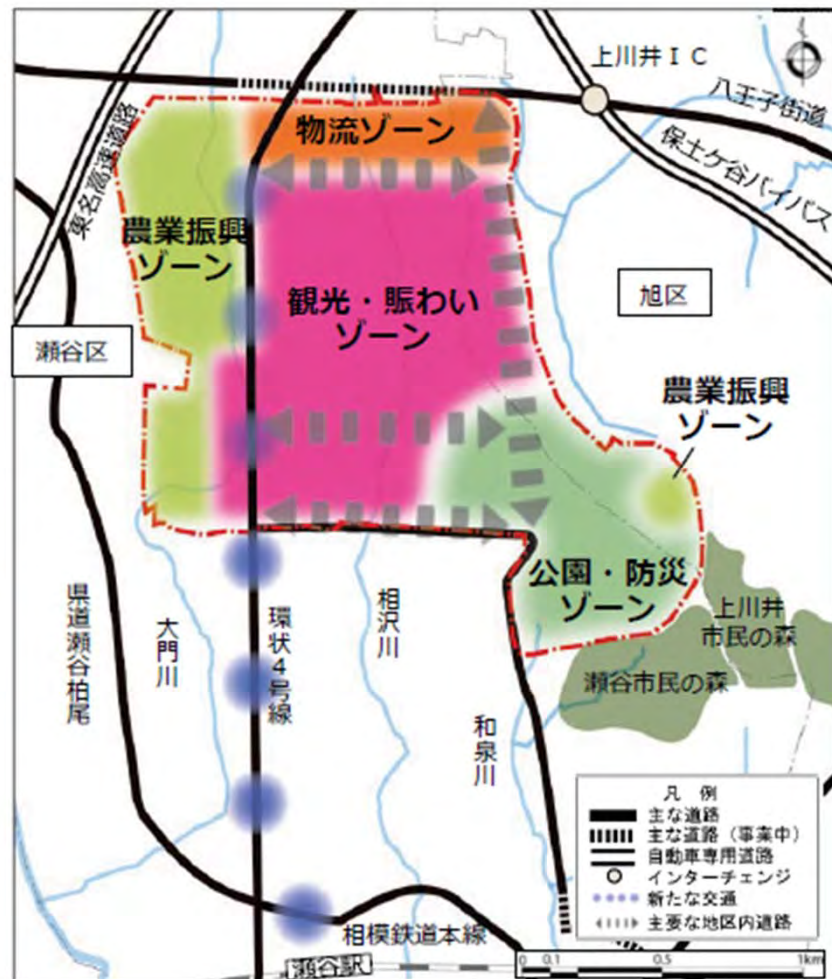 上川井ＩＣ
八王子街道
保土ケ谷バイパス
東名高速道路
物流ゾーン
農業振興
ゾーン
観光・賑わい
ゾーン
旭区
瀬谷区
農業振興
ゾーン
公園・防災
ゾーン
上川井
市民の森
瀬谷市民の森
県道瀬谷柏尾
大門川
環状４号線
相沢川
和泉川
相模鉄道本線
瀬谷駅
凡 例
主な道路
主な道路（事業中）
自動車専用道路
インターチェンジ
新たな交通
主要な地区内道路
0 0.1 0.5 1km